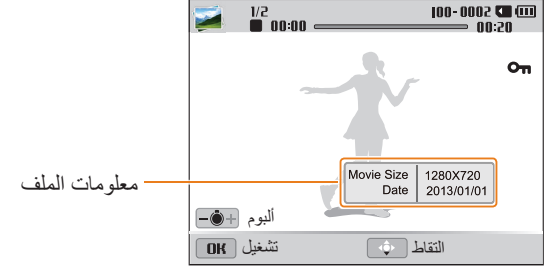 1/2
100-0002
00:00
00:20
Movie Size 1280X720
Date 2013/01/01
معلومات الملف
ألبوم
تشغيل OK
التقاط